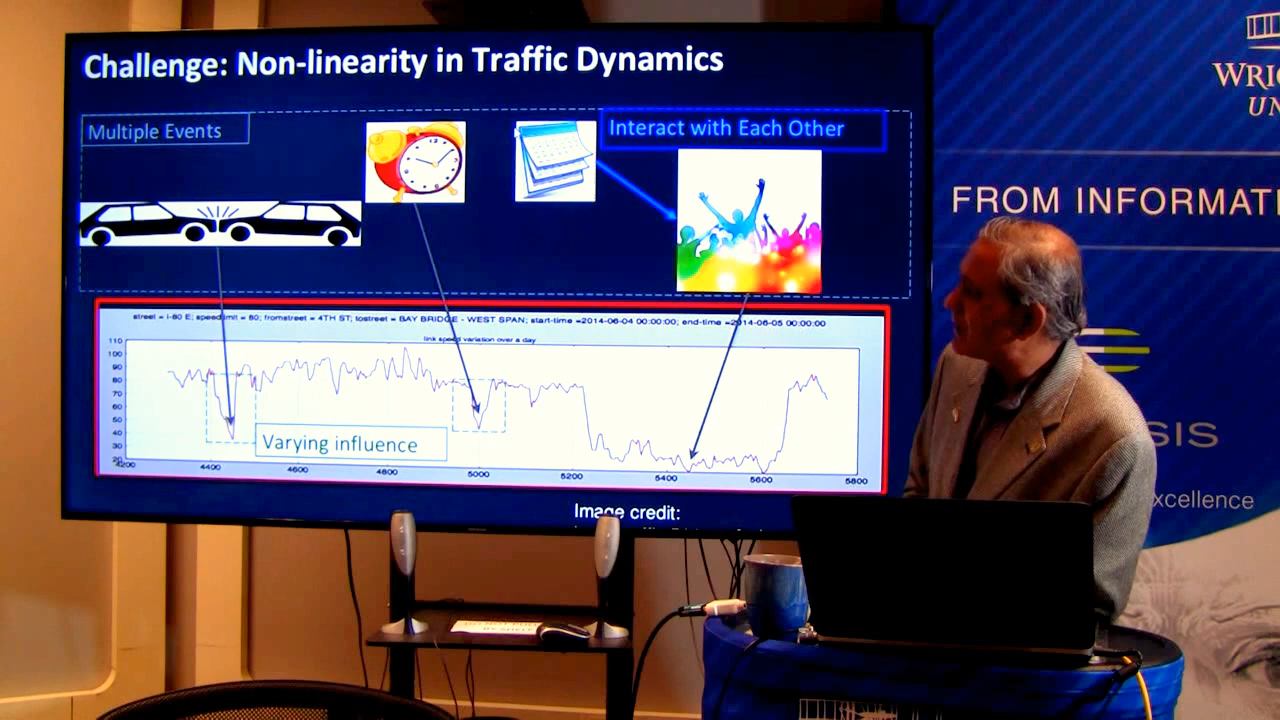 Challenge: Non-linearity in Traffic Dynamics
Multiple Events
Interact with Each Other
street = I-80 E; speed limit = 60; fromstreet = 4TH ST; tostreet = BAY BRIDGE - WEST SPAN; start-time =2014-06-04 00:00:00; end-time =2014-06-05 00:00:00
link speed variation over a day
110
100
90
80
70
60
50
40
30
20
Varying influence
4200 4400 4600 4800 5000 5200 5400 5600 5800
Image credit:
WRIG
UN
FROM INFORMATI
SIS
xcellence